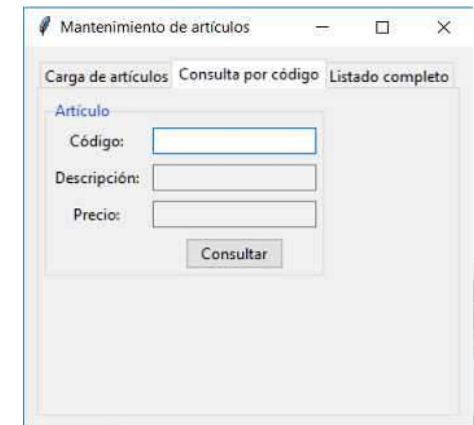 Mantenimiento de artículos
Carga de artículos Consulta por código Listado completo
Artículo
Código:
Descripción:
Precio:
Consultar